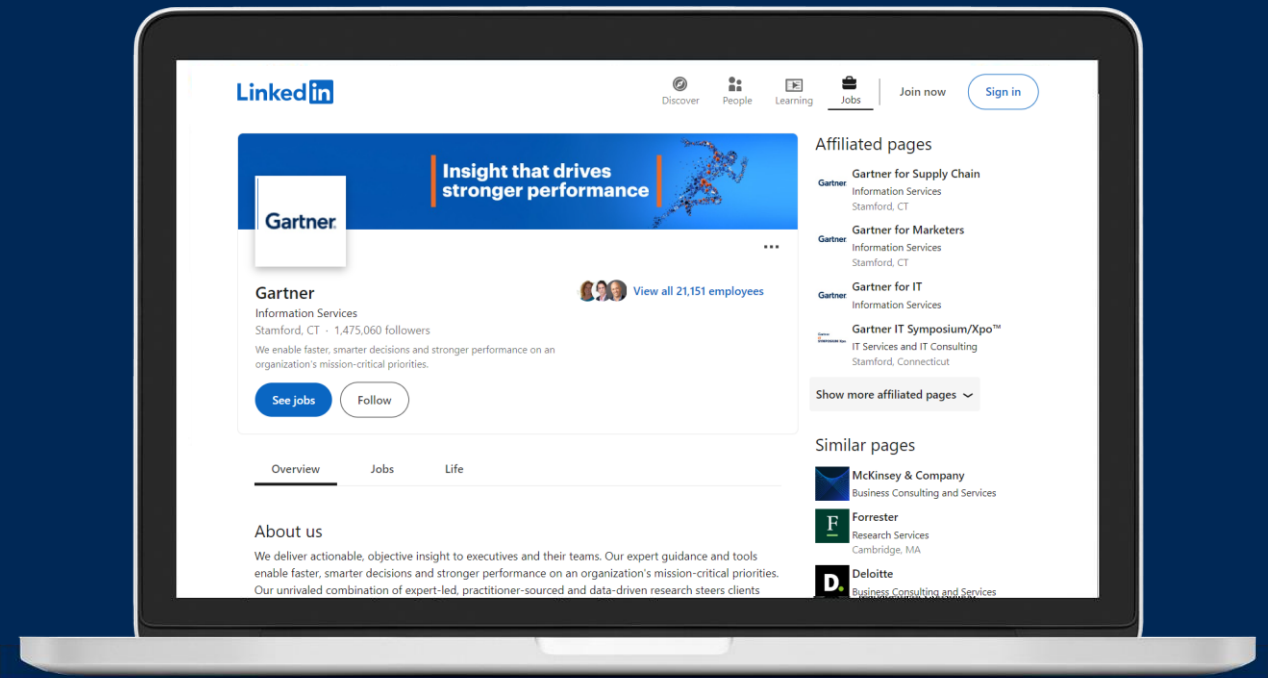 Linked in
Discover
People
Learning
Jobs
Join now
Sign in
Insight that drives
stronger performance
Gartner
Gartner
View all 21,151 employees
Information Services
Stamford, CT · 1,475,060 followers
We enable faster, smarter decisions and stronger performance on an
organization's mission-critical priorities.
See jobs
Follow
Overview
Jobs
Life
About us
We deliver actionable, objective insight to executives and their teams. Our expert guidance and tools
enable faster, smarter decisions and stronger performance on an organization's mission-critical priorities.
Our unrivaled combination of expert-led, practitioner-sourced and data-driven research steers clients
Affiliated pages
Gartner
Gartner for Supply Chain
Information Services
Stamford, CT
Gartner
Gartner for Marketers
Information Services
Stamford, CT
Gartner
Gartner for IT
Information Services
Gartner IT Symposium/Xpo™
IT Services and IT Consulting
Stamford, Connecticut
Show more affiliated pages
Similar pages
McKinsey & Company
Business Consulting and Services
F
Forrester
Research Services
Cambridge, MA
D.
Deloitte
Business Consulting and Services